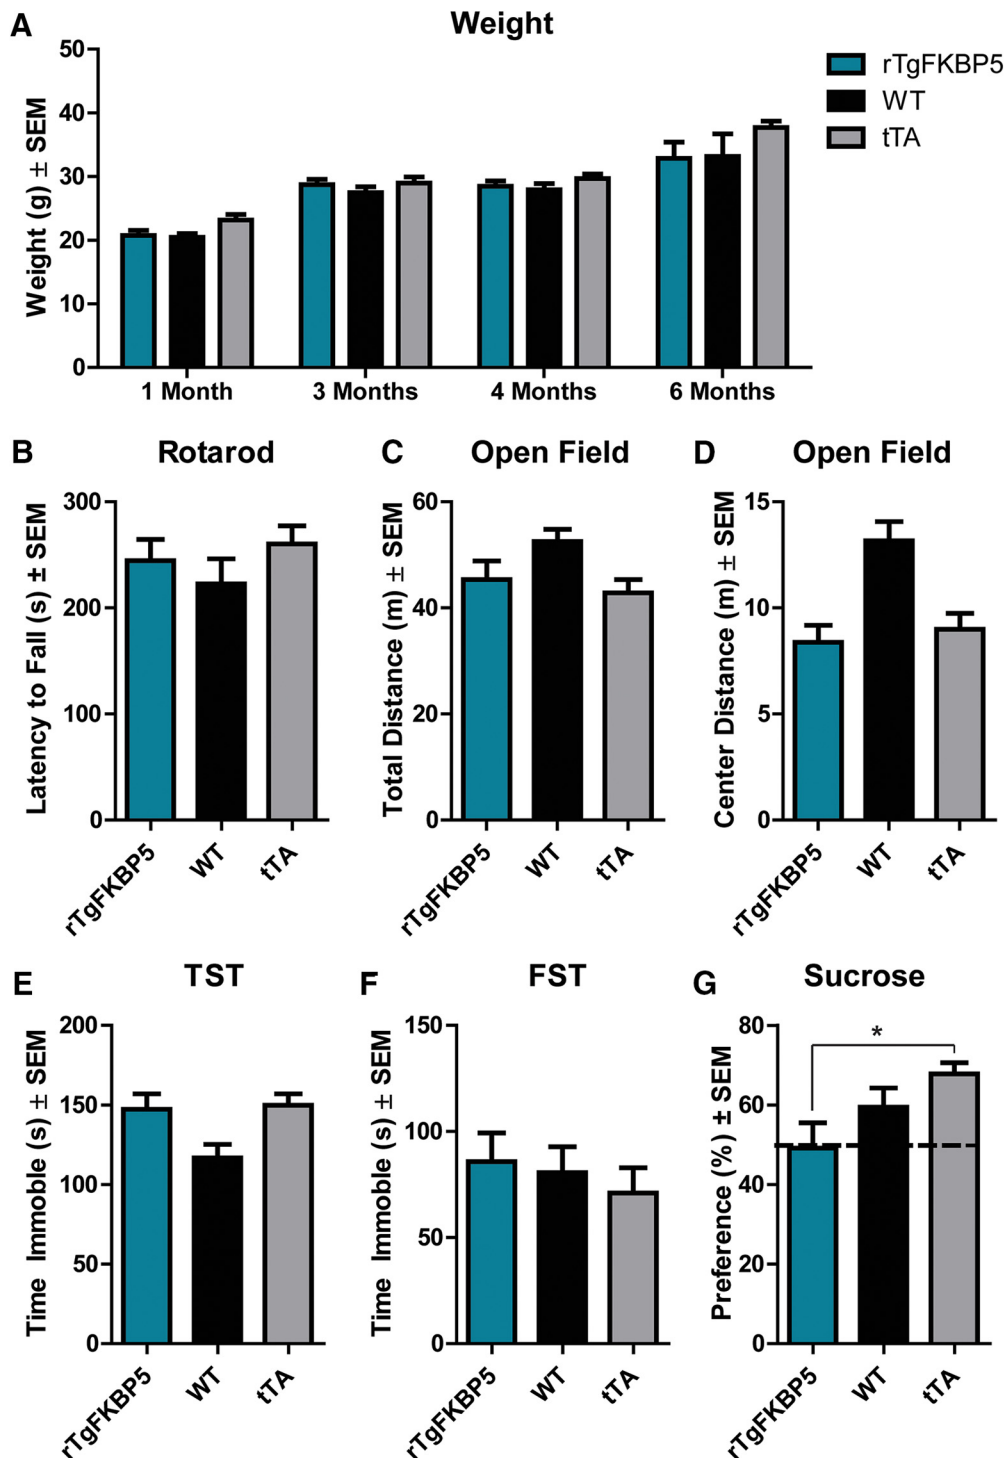 A
Weight
Weight (g) ± SEM
50
40
30
20
10
0
1 Month
3 Months
4 Months
6 Months
rTgFKBP5
WT
tTA
B
Rotarod
Latency to Fall (s) ± SEM
300
200
100
0
rTgFKBP5
WT
tTA
C
Open Field
Total Distance (m) ± SEM
60
40
20
0
rTgFKBP5
WT
tTA
D
Open Field
Center Distance (m) ± SEM
15
10
5
0
rTgFKBP5
WT
tTA
E
TST
Time Immoble (s) ± SEM
200
150
100
50
0
rTgFKBP5
WT
tTA
F
FST
Time Immoble (s) ± SEM
150
100
50
0
rTgFKBP5
WT
tTA
G
Sucrose
Preference (%) ± SEM
80
60
40
20
0
*
rTgFKBP5
WT
tTA